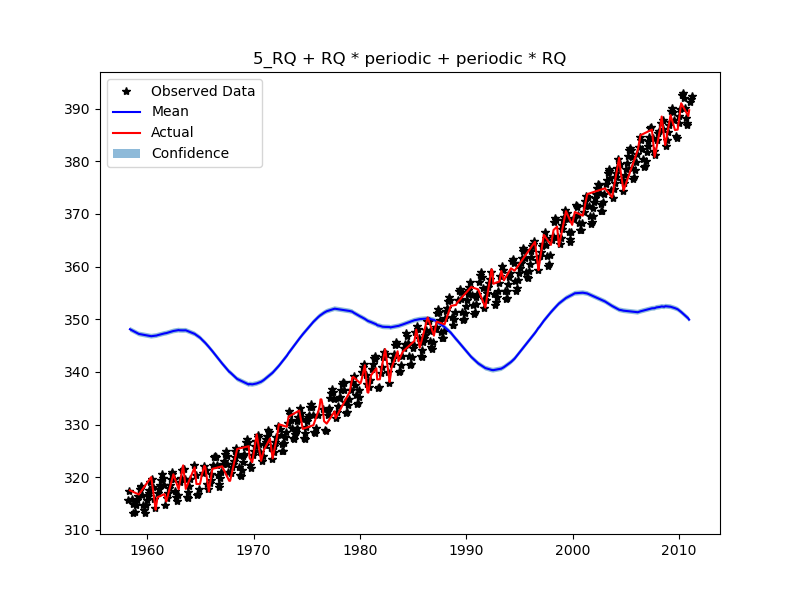 5_RQ + RQ * periodic + periodic * RQ
Observed Data
Mean
Actual
Confidence
390
380
370
360
350
340
330
320
310
1960 1970 1980 1990 2000 2010